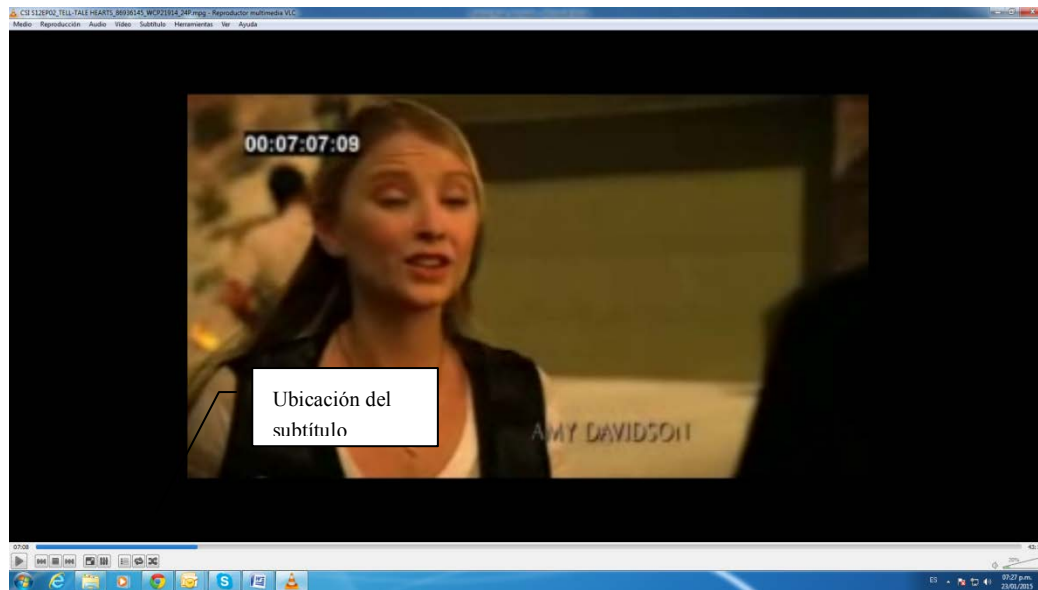 CSI S12EP02_TELL-TALE HEARTS_86936145_WCP21914_24P.mpg - Reproductor multimedia VLC
Medio Reproducción Audio Vídeo Subtítulo Herramientas Ver Ayuda
00:07:07:09
Ubicación del
subtítulo
AMY DAVIDSON
07:08
70%
ES
07:27 p.m.
23/01/2015